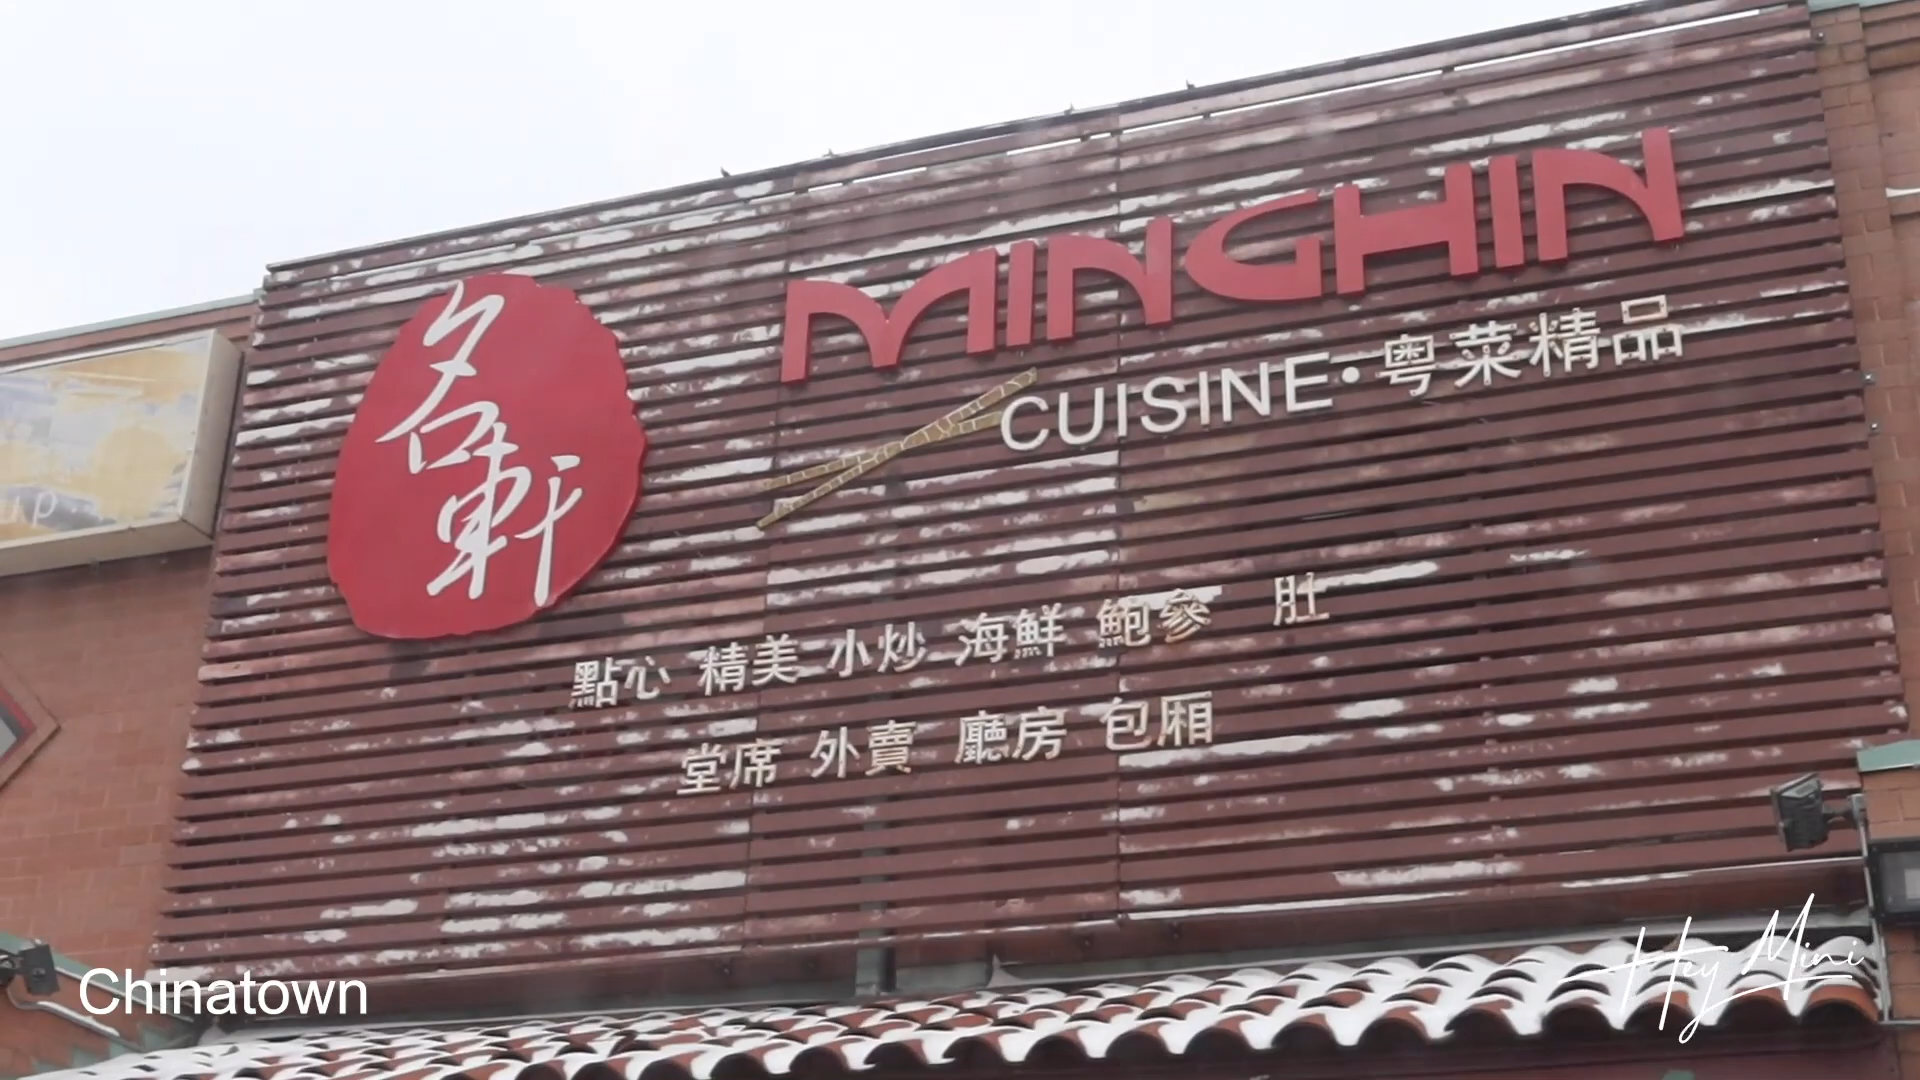 MINGHIN
名軒
CUISINE·粤菜精品
點心 精美 小炒 海鮮 鮑參 肚
堂席 外賣 廳房 包厢
Chinatown
Hey Mini